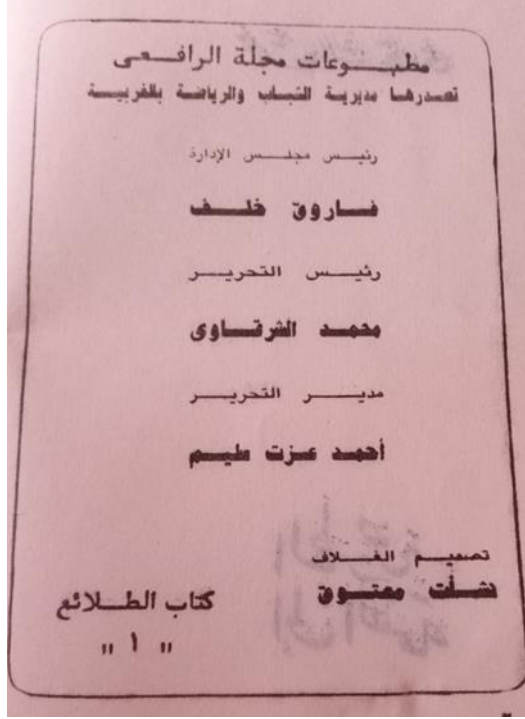 مطبوعات مجلة الرافعى
تصدرها مديرية الشباب والرياضة بالغربية
رئيس مجلس الإدارة
فاروق خلف
رئيس التحرير
محمد الشرقاوى
مدير التحرير
أحمد عزت سليم
تصميم الغلاف
نشأت معتوق
كتاب الطلائع
" ١ "